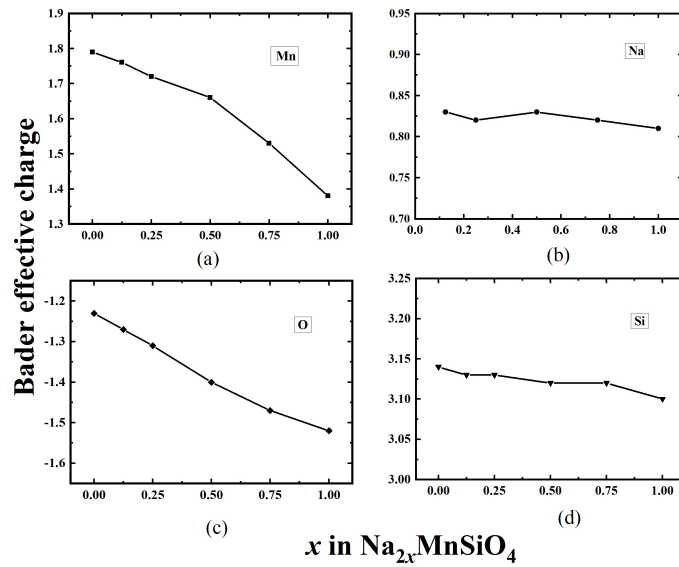 Bader effective charge
1.9
1.8
1.7
1.6
1.5
1.4
1.3
Mn
0.00 0.25 0.50 0.75 1.00
(a)
0.95
0.90
0.85
0.80
0.75
0.70
Na
0.0 0.2 0.4 0.6 0.8 1.0
(b)
-1.2
-1.3
-1.4
-1.5
-1.6
O
0.00 0.25 0.50 0.75 1.00
(c)
3.25
3.20
3.15
3.10
3.05
3.00
Si
0.00 0.25 0.50 0.75 1.00
(d)
x in Na₂ₓMnSiO₄